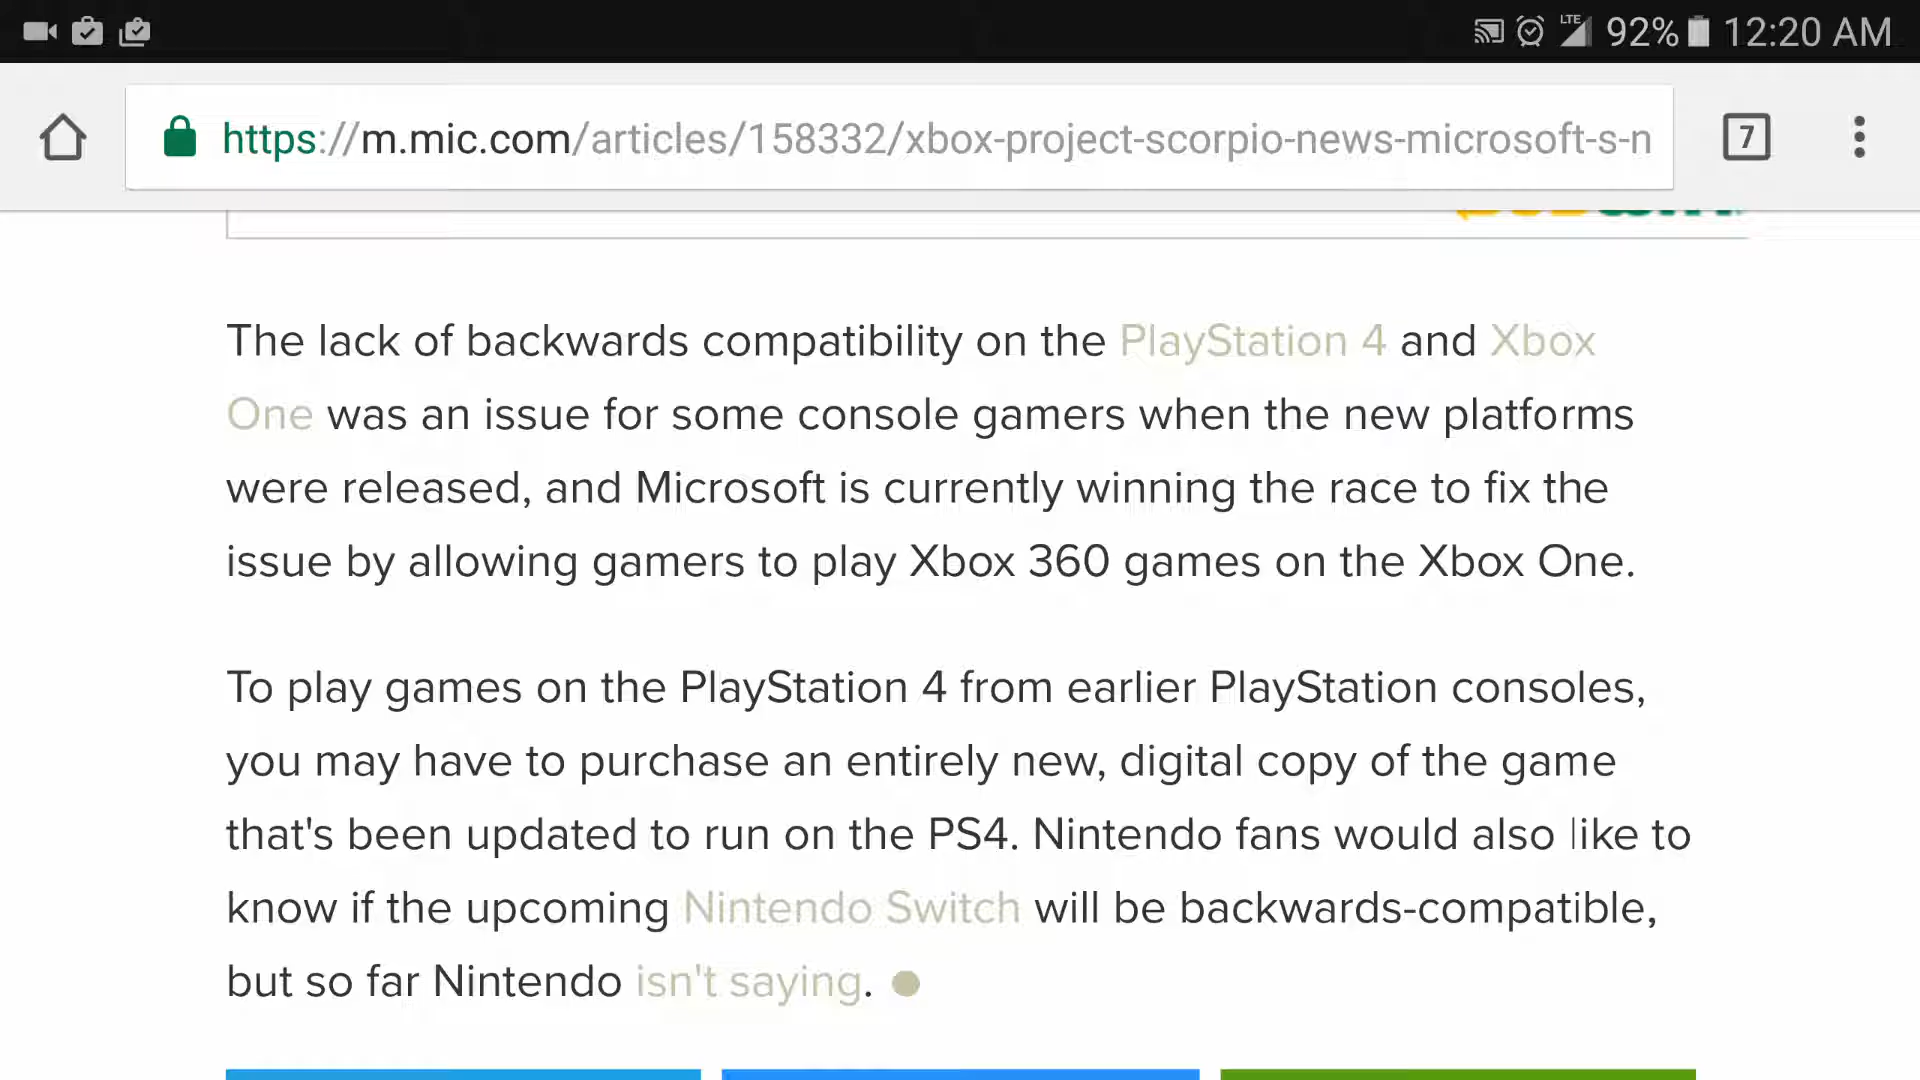 LTE 92% 12:20 AM
https://m.mic.com/articles/158332/xbox-project-scorpio-news-microsoft-s-n 7
The lack of backwards compatibility on the PlayStation 4 and Xbox
One was an issue for some console gamers when the new platforms
were released, and Microsoft is currently winning the race to fix the
issue by allowing gamers to play Xbox 360 games on the Xbox One.
To play games on the PlayStation 4 from earlier PlayStation consoles,
you may have to purchase an entirely new, digital copy of the game
that's been updated to run on the PS4. Nintendo fans would also like to
know if the upcoming Nintendo Switch will be backwards-compatible,
but so far Nintendo isn't saying.